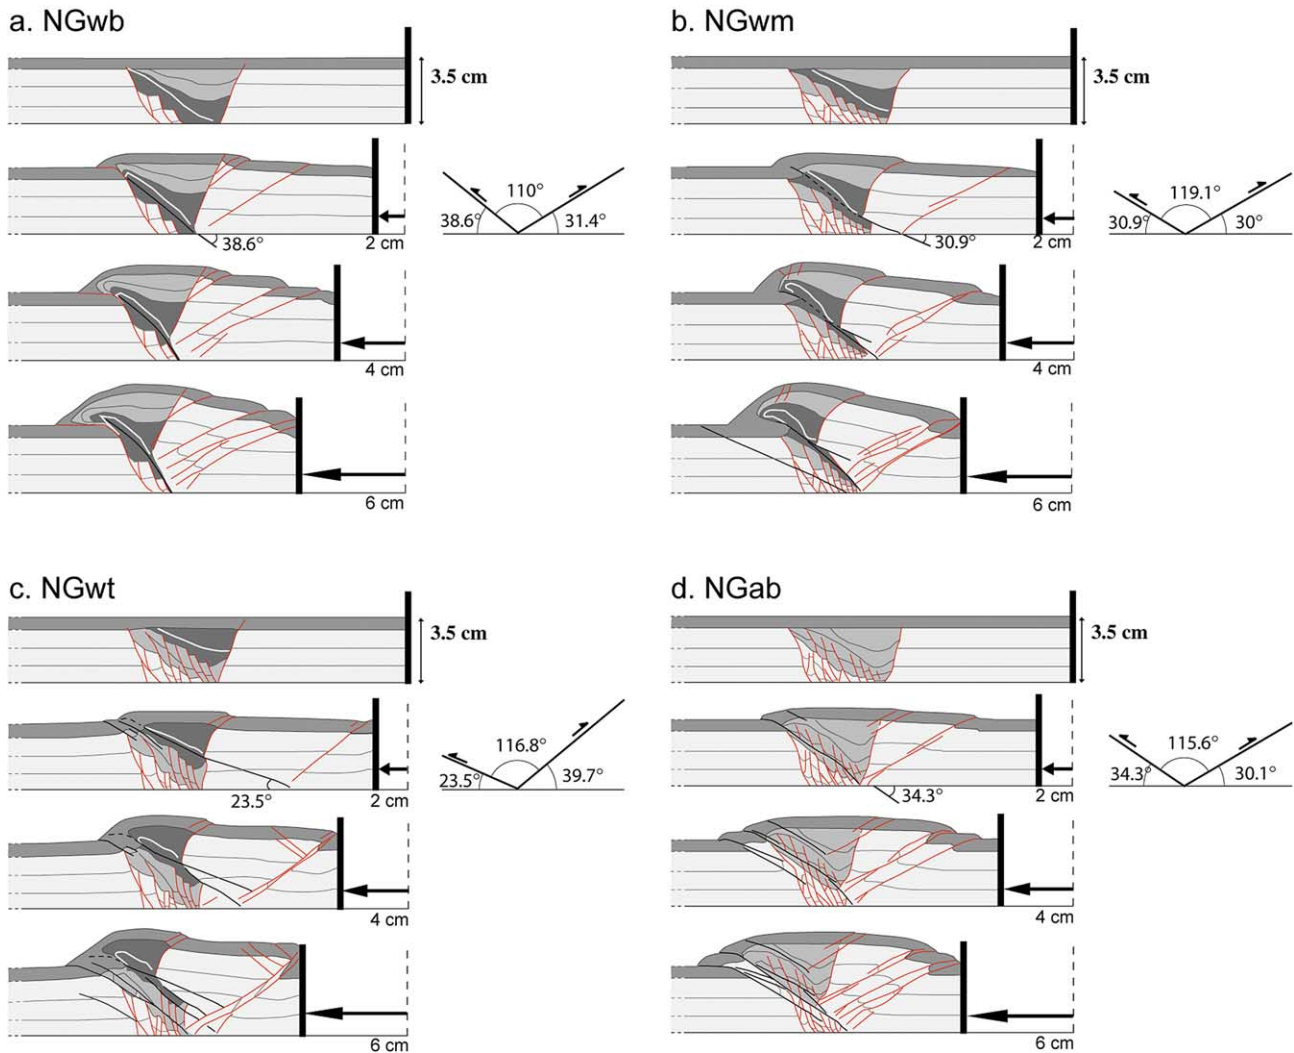 a. NGwb
3.5 cm
38.6°
2 cm
110°
38.6°
31.4°
4 cm
6 cm
b. NGwm
3.5 cm
30.9°
2 cm
119.1°
30.9°
30°
4 cm
6 cm
c. NGwt
3.5 cm
23.5°
2 cm
116.8°
23.5°
39.7°
4 cm
6 cm
d. NGab
3.5 cm
34.3°
2 cm
115.6°
34.3°
30.1°
4 cm
6 cm